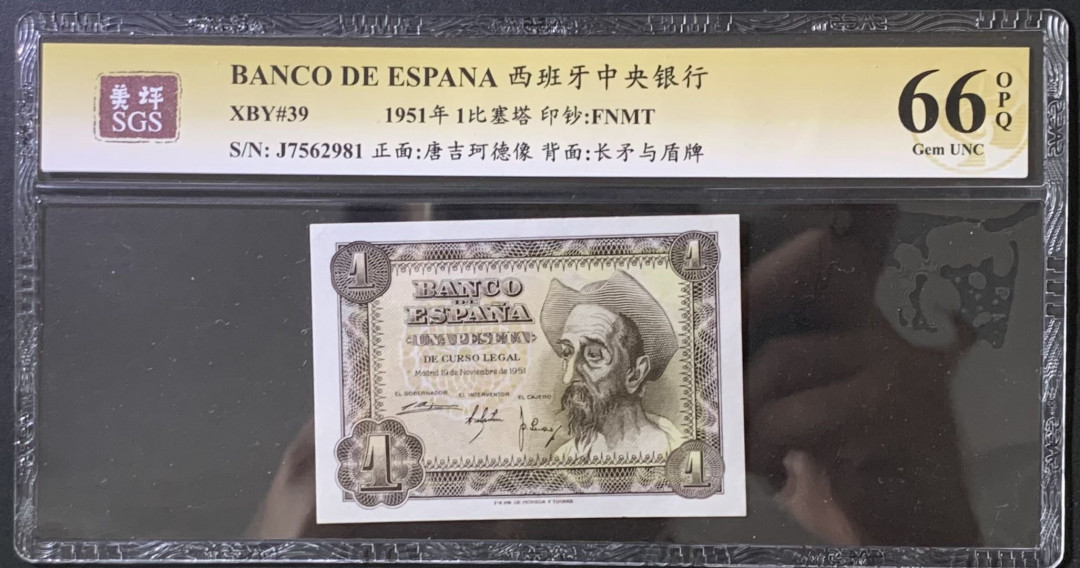 BANCO DE ESPANA 西班牙中央银行
美评
SGS
XBY#39 1951年 1比塞塔 印钞:FNMT
S/N: J7562981 正面:唐吉珂德像 背面:长矛与盾牌
66 OPQ
Gem UNC
1 1
BANCO
DE
ESPAÑA
UNA PESETA
DE CURSO LEGAL
Madrid 19 de Noviembre de 1951
EL GOBERNADOR EL INTERVENTOR EL CAJERO
1 1